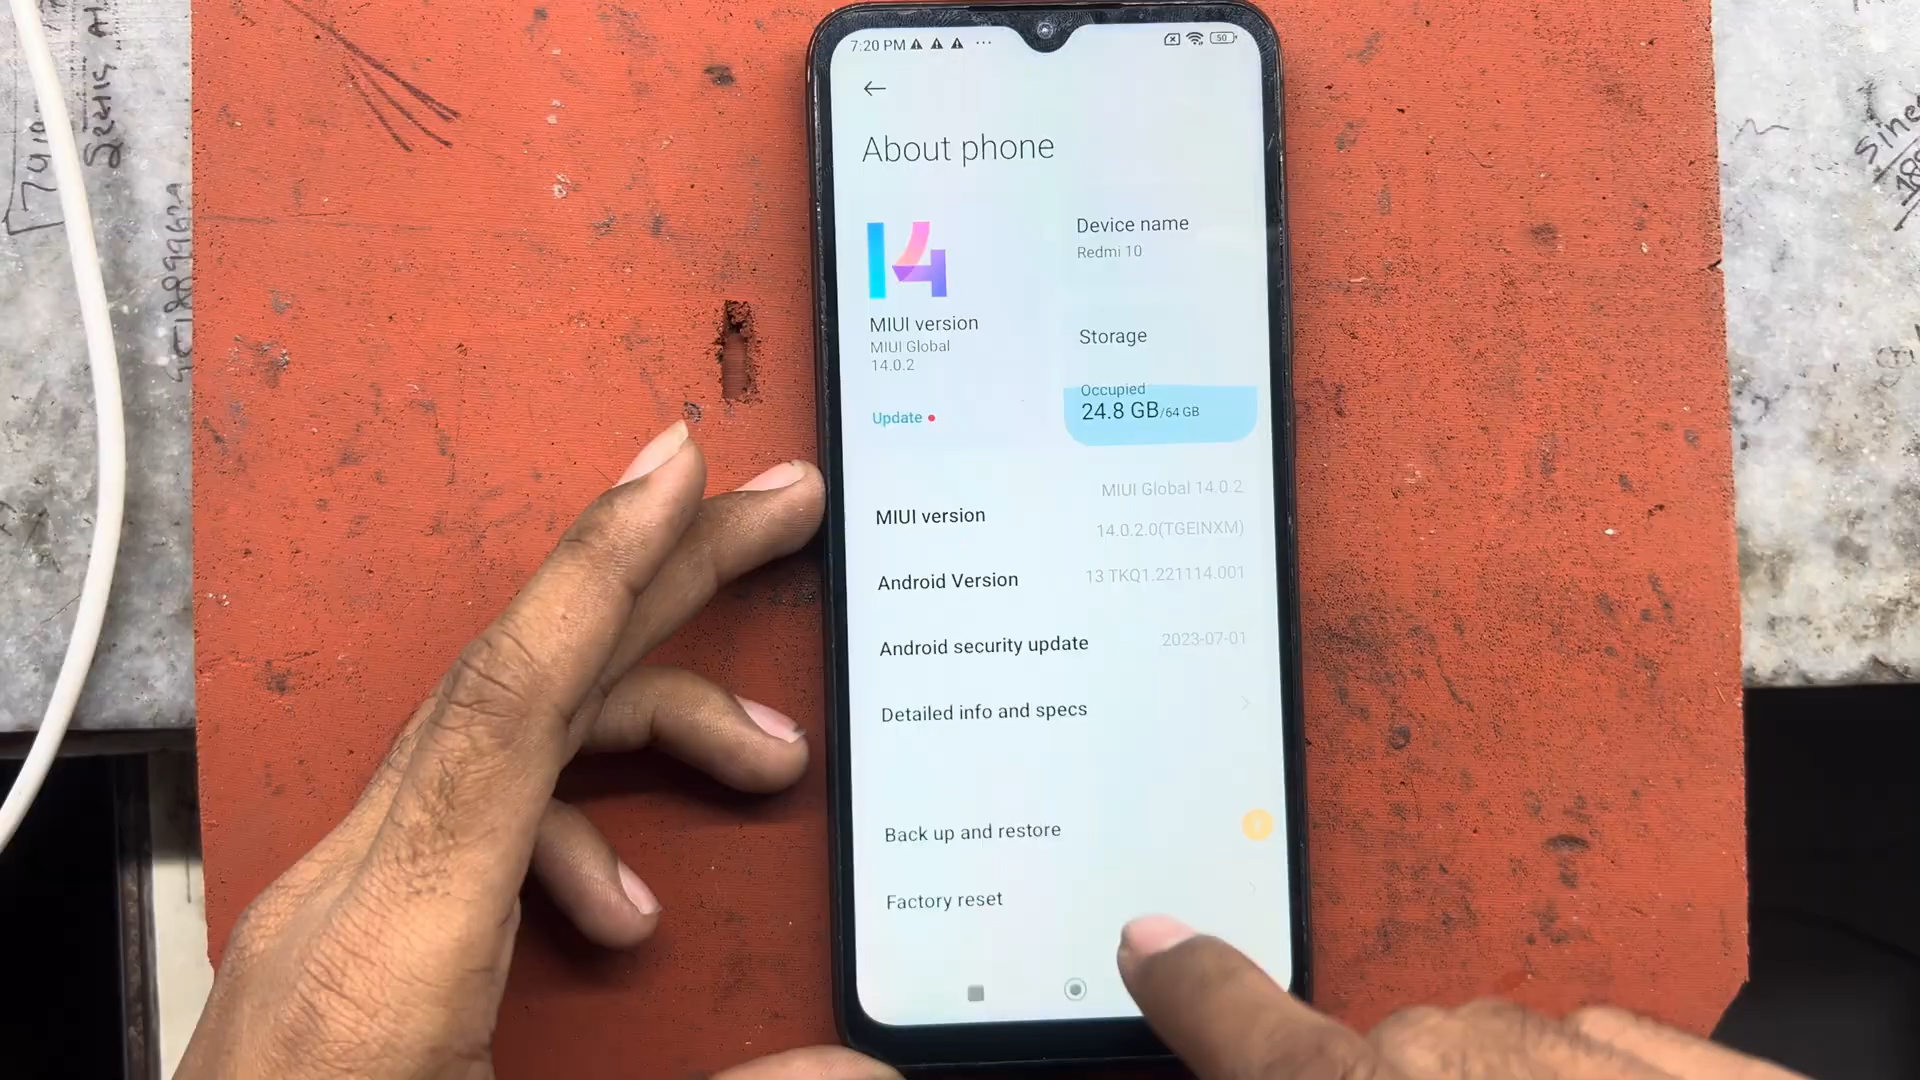 7:20 PM
50
About phone
14
Device name
Redmi 10
MIUI version
MIUI Global
14.0.2
Update
Storage
Occupied
24.8 GB/64 GB
MIUI version
MIUI Global 14.0.2
14.0.2.0(TGEINXM)
Android Version
13 TKQ1.221114.001
Android security update
2023-07-01
Detailed info and specs
Back up and restore
Factory reset